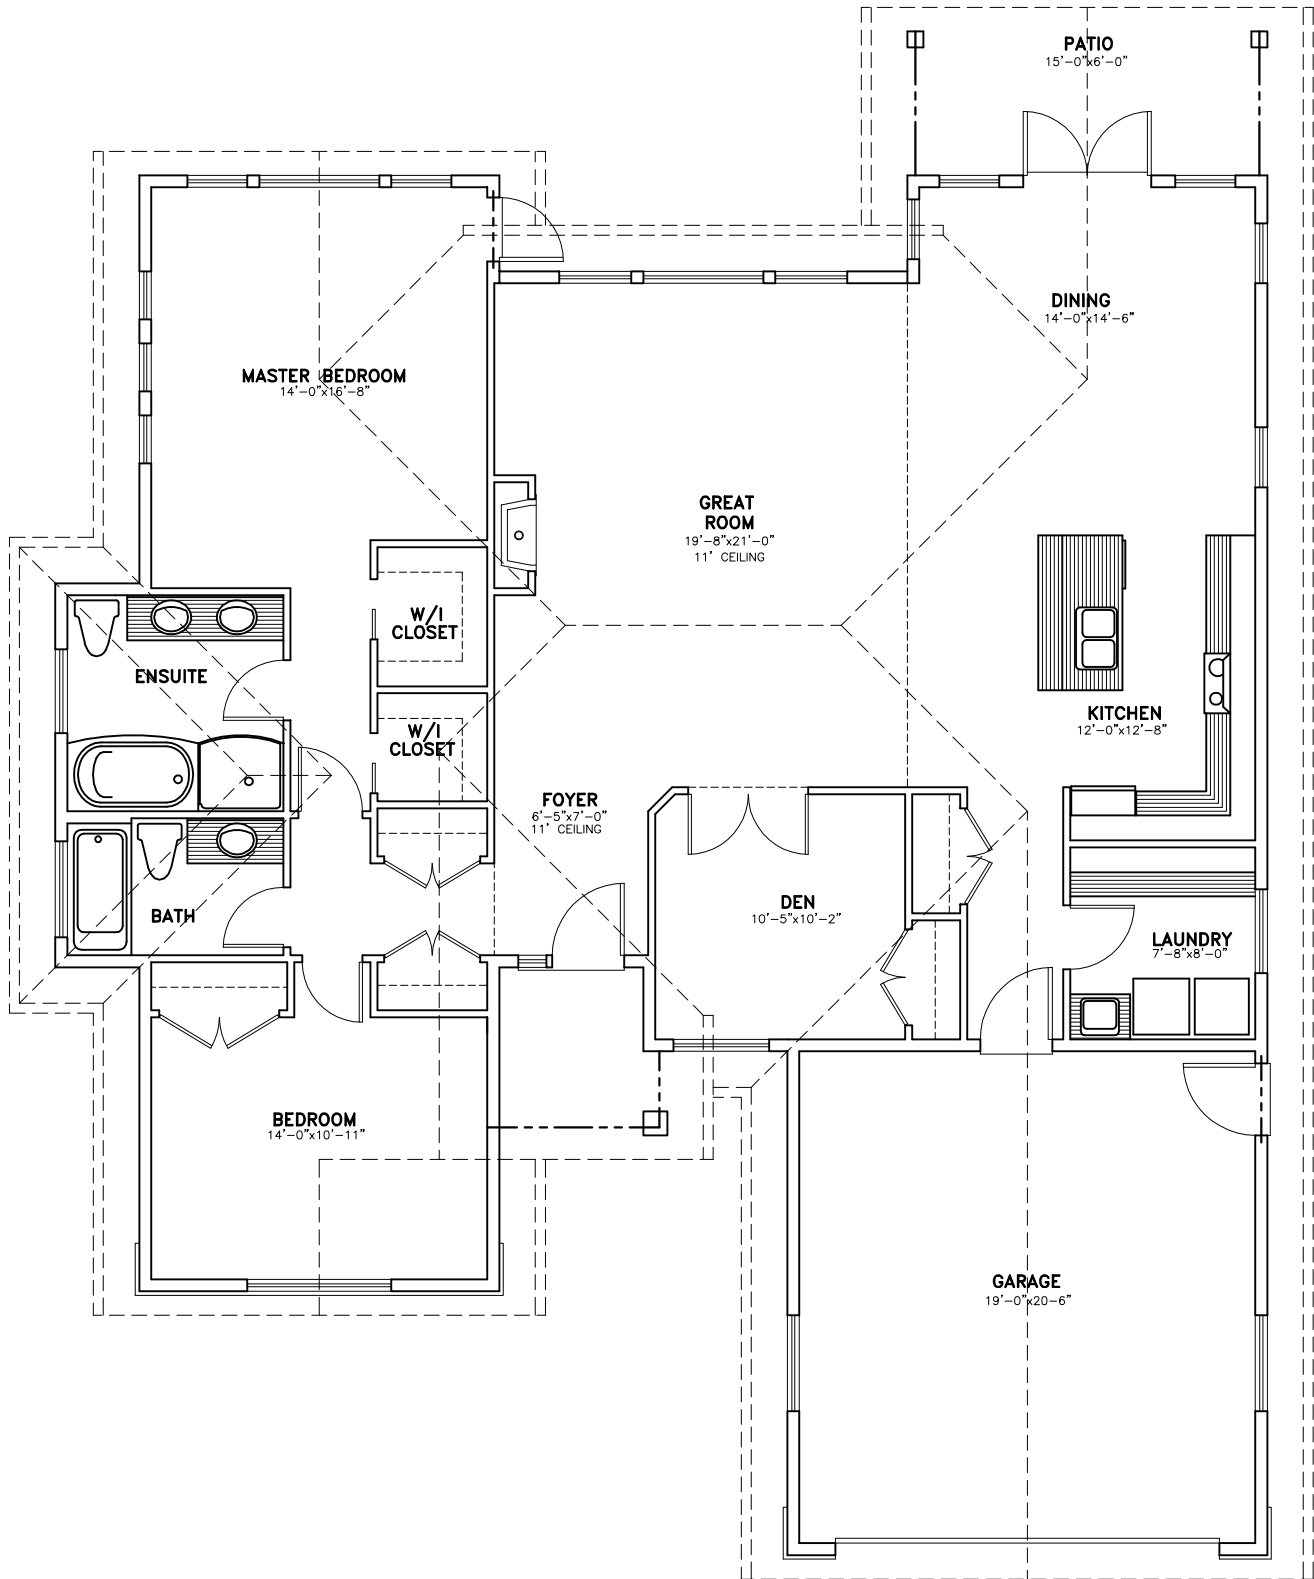 PATIO
15'-0"x6'-0"
DINING
14'-0"x14'-6"
MASTER BEDROOM
14'-0"x16'-8"
GREAT
ROOM
19'-8"x21'-0"
11' CEILING
W/I
CLOSET
ENSUITE
W/I
CLOSET
KITCHEN
12'-0"x12'-8"
FOYER
6'-5"x7'-0"
11' CEILING
BATH
DEN
10'-5"x10'-2"
LAUNDRY
7'-8"x8'-0"
BEDROOM
14'-0"x10'-11"
GARAGE
19'-0"x20-6"